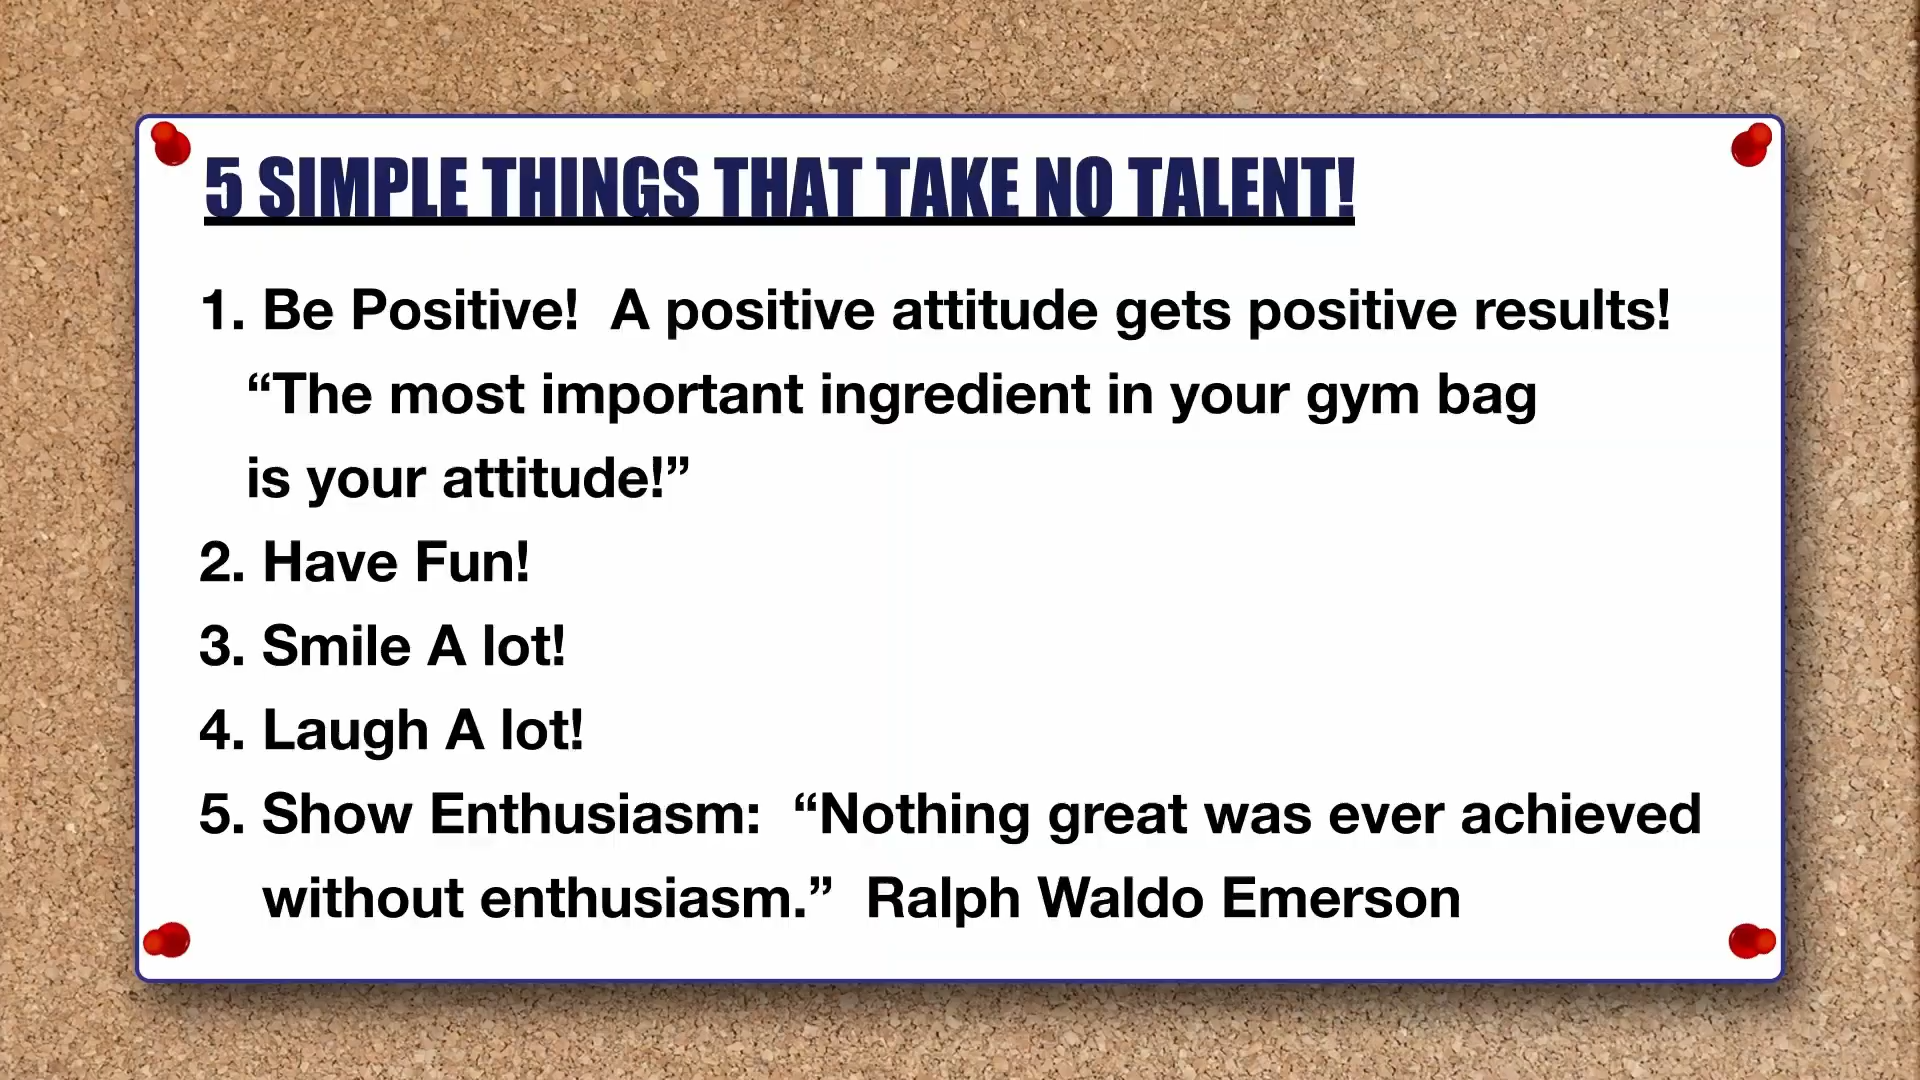 5 SIMPLE THINGS THAT TAKE NO TALENT!
1. Be Positive!  A positive attitude gets positive results!
“The most important ingredient in your gym bag
is your attitude!”
2. Have Fun!
3. Smile A lot!
4. Laugh A lot!
5. Show Enthusiasm:  “Nothing great was ever achieved
without enthusiasm.”  Ralph Waldo Emerson